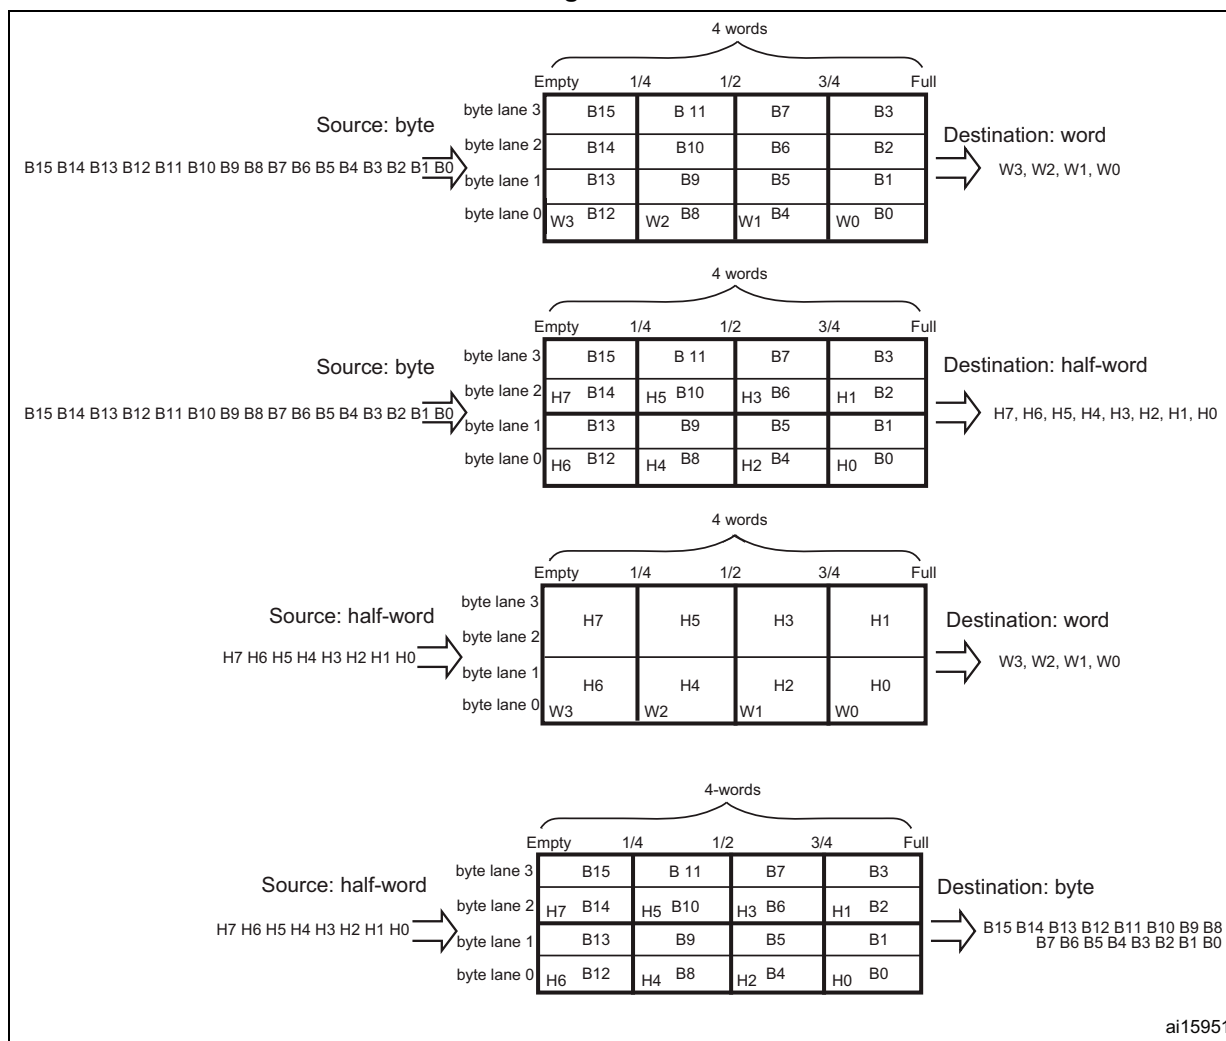 4 words
Empty 1/4 1/2 3/4 Full
byte lane 3 B15 B 11 B7 B3
Source: byte
Destination: word
byte lane 2 B14 B10 B6 B2
B15 B14 B13 B12 B11 B10 B9 B8 B7 B6 B5 B4 B3 B2 B1 B0
W3, W2, W1, W0
byte lane 1 B13 B9 B5 B1
byte lane 0 W3 B12 W2 B8 W1 B4 W0 B0
4 words
Empty 1/4 1/2 3/4 Full
byte lane 3 B15 B 11 B7 B3
Source: byte
Destination: half-word
byte lane 2 H7 B14 H5 B10 H3 B6 H1 B2
B15 B14 B13 B12 B11 B10 B9 B8 B7 B6 B5 B4 B3 B2 B1 B0
H7, H6, H5, H4, H3, H2, H1, H0
byte lane 1 B13 B9 B5 B1
byte lane 0 H6 B12 H4 B8 H2 B4 H0 B0
4 words
Empty 1/4 1/2 3/4 Full
byte lane 3
Source: half-word
H7 H5 H3 H1
Destination: word
byte lane 2
H7 H6 H5 H4 H3 H2 H1 H0
W3, W2, W1, W0
byte lane 1
H6 H4 H2 H0
byte lane 0 W3 W2 W1 W0
4-words
Empty 1/4 1/2 3/4 Full
byte lane 3 B15 B 11 B7 B3
Source: half-word
Destination: byte
byte lane 2 H7 B14 H5 B10 H3 B6 H1 B2
H7 H6 H5 H4 H3 H2 H1 H0
B15 B14 B13 B12 B11 B10 B9 B8
B7 B6 B5 B4 B3 B2 B1 B0
byte lane 1 B13 B9 B5 B1
byte lane 0 H6 B12 H4 B8 H2 B4 H0 B0
ai15951